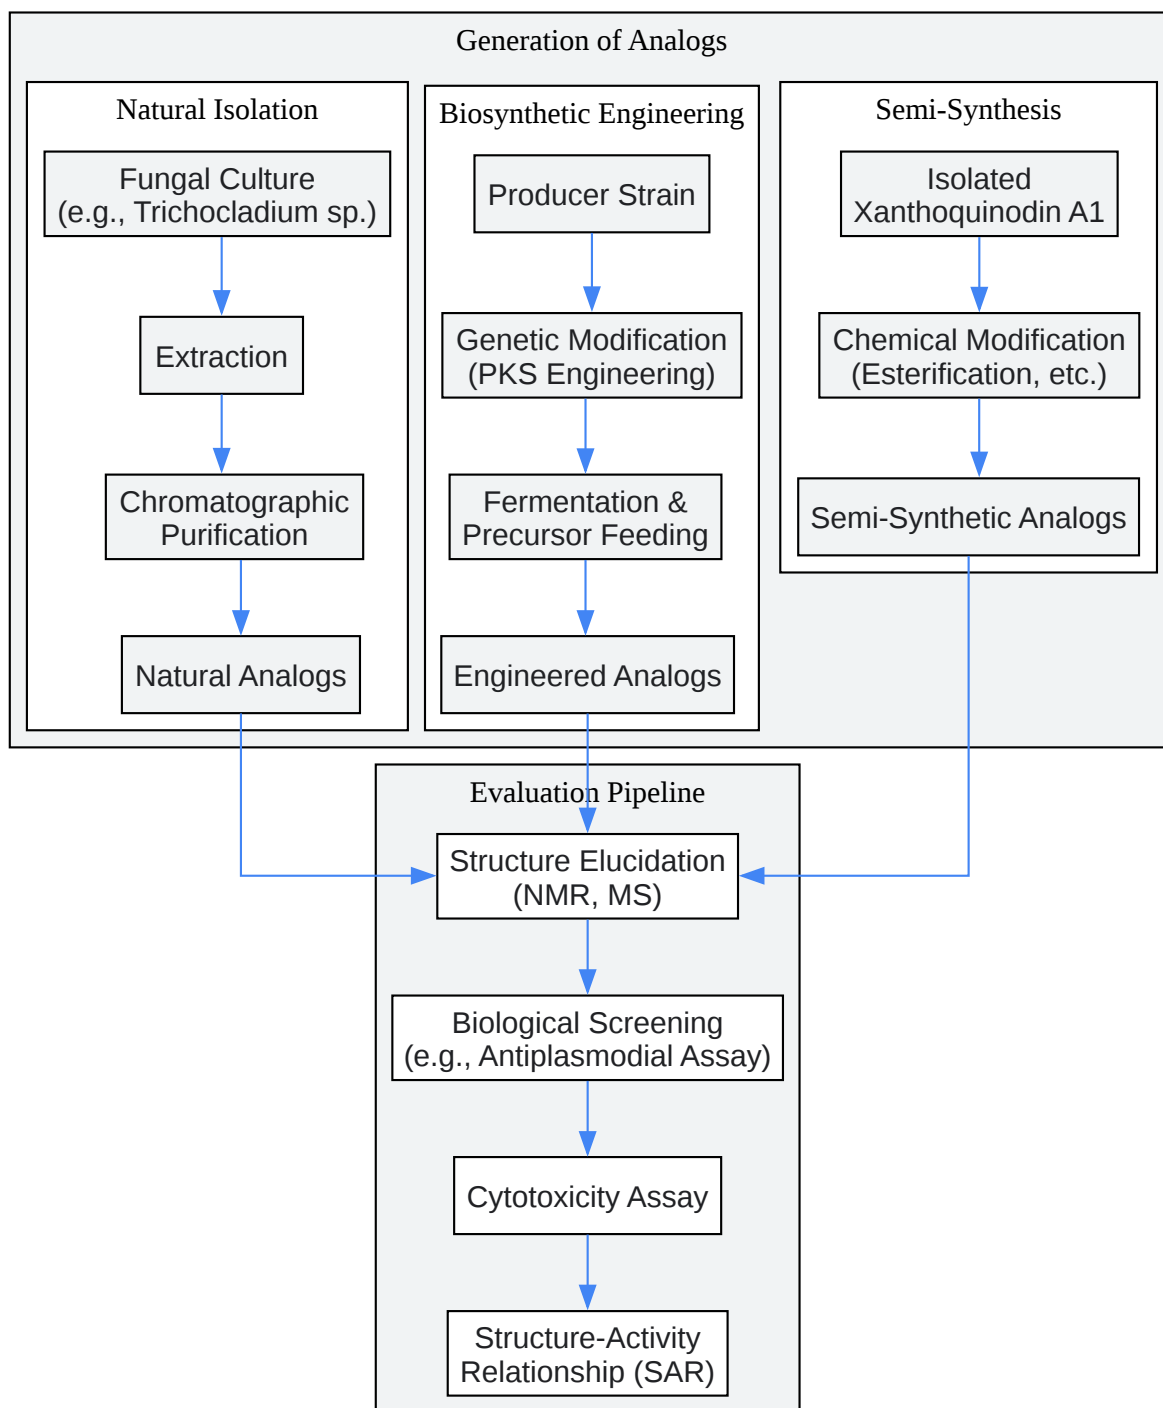 Generation of Analogs
Natural Isolation
Fungal Culture
(e.g., Trichocladium sp.)
Extraction
Chromatographic
Purification
Natural Analogs
Biosynthetic Engineering
Producer Strain
Genetic Modification
(PKS Engineering)
Fermentation &
Precursor Feeding
Engineered Analogs
Semi-Synthesis
Isolated
Xanthoquinodin A1
Chemical Modification
(Esterification, etc.)
Semi-Synthetic Analogs
Evaluation Pipeline
Structure Elucidation
(NMR, MS)
Biological Screening
(e.g., Antiplasmodial Assay)
Cytotoxicity Assay
Structure-Activity
Relationship (SAR)